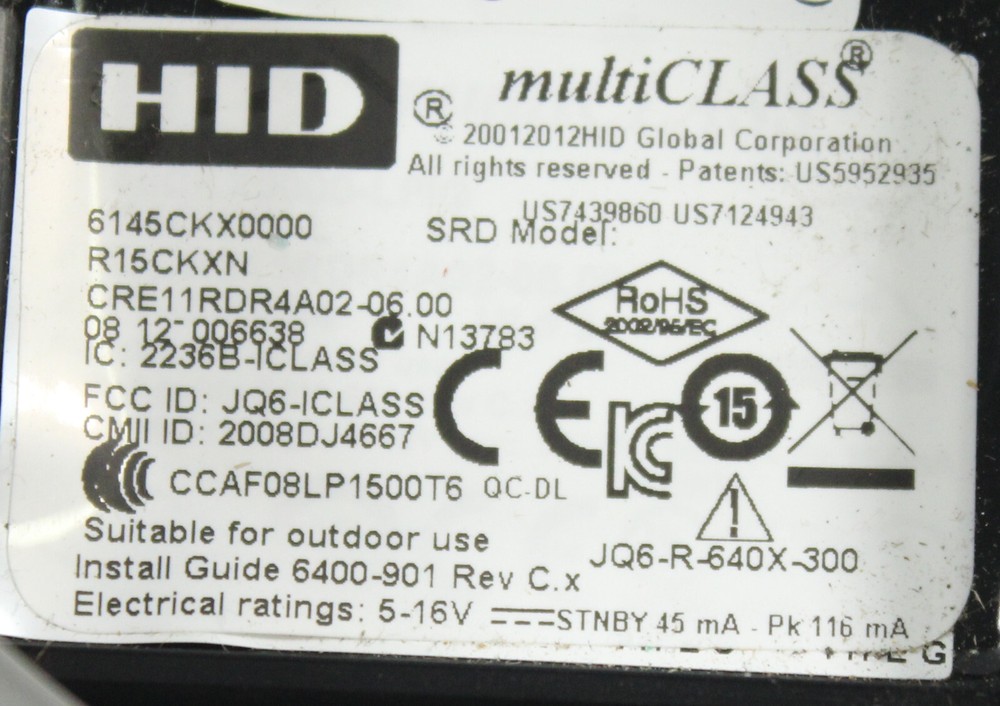 HID ®
multiCLASS®
© 20012012HID Global Corporation
All rights reserved - Patents: US5952935
US7439860 US7124943
6145CKX0000
SRD Model:
R15CKXN
CRE11RDR4A02-06.00
RoHS
2002/95/EC
08 12- 006638
N13783
IC: 2236B-ICLASS
FCC ID: JQ6-ICLASS
CE
15
CMII ID: 2008DJ4667
KC
CCC
CCAF08LP1500T6 QC-DL
!
Suitable for outdoor use
JQ6-R-640X-300
Install Guide 6400-901 Rev C.x
Electrical ratings: 5-16V STNBY 45 mA - Pk 116 mA